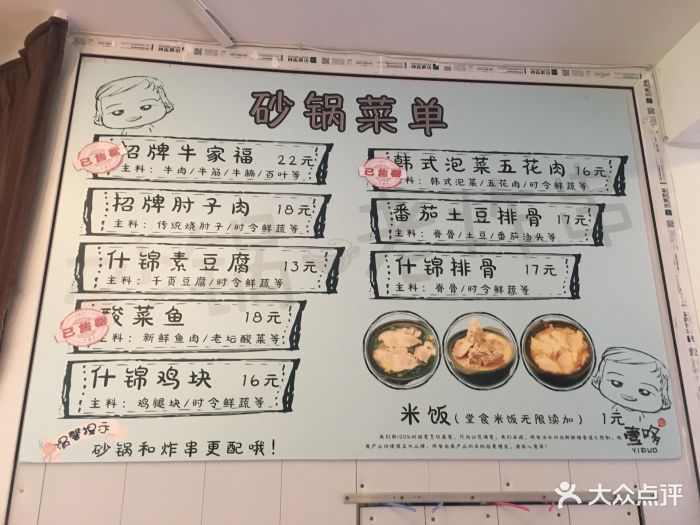 砂锅菜单
已售罄
招牌牛家福 22元
主料：牛肉/牛筋/牛腩/百叶等
招牌肘子肉 18元
主料：传统烧肘子/时令鲜蔬等
什锦素豆腐 13元
主料：千页豆腐/时令鲜蔬等
已售罄
酸菜鱼 18元
主料：新鲜鱼肉/老坛酸菜等
什锦鸡块 16元
主料：鸡腿块/时令鲜蔬等
温馨提示
砂锅和炸串更配哦！
已售罄
韩式泡菜五花肉 16元
主料：韩式泡菜/五花肉/时令鲜蔬等
番茄土豆排骨 17元
主料：脊骨/土豆/番茄汤头等
什锦排骨 17元
主料：脊骨/时令鲜蔬等
米饭（堂食米饭无限续加） 1元
壹哆
YIDUO
大众点评